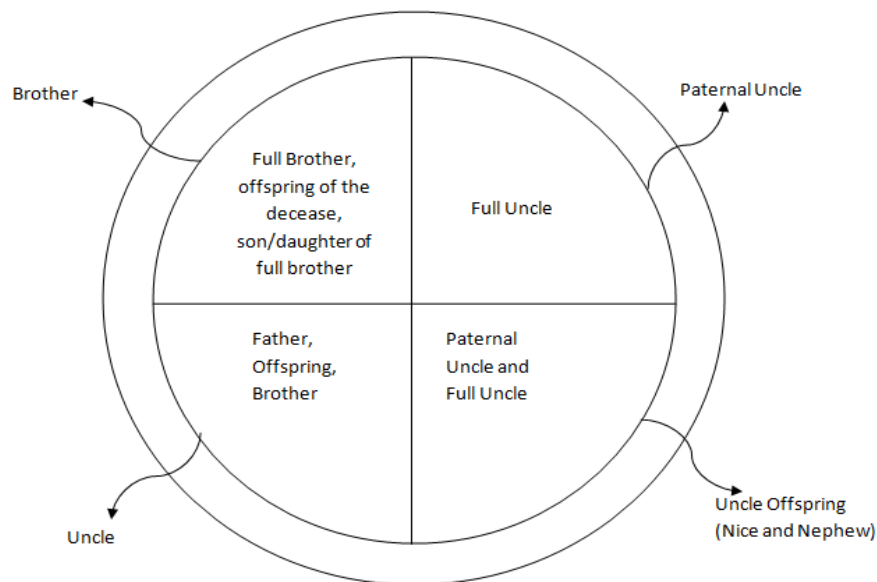 Brother
Paternal Uncle
Full Brother,
offspring of the
decease,
son/daughter of
full brother
Full Uncle
Father,
Offspring,
Brother
Paternal
Uncle and
Full Uncle
Uncle
Uncle Offspring
(Nice and Nephew)